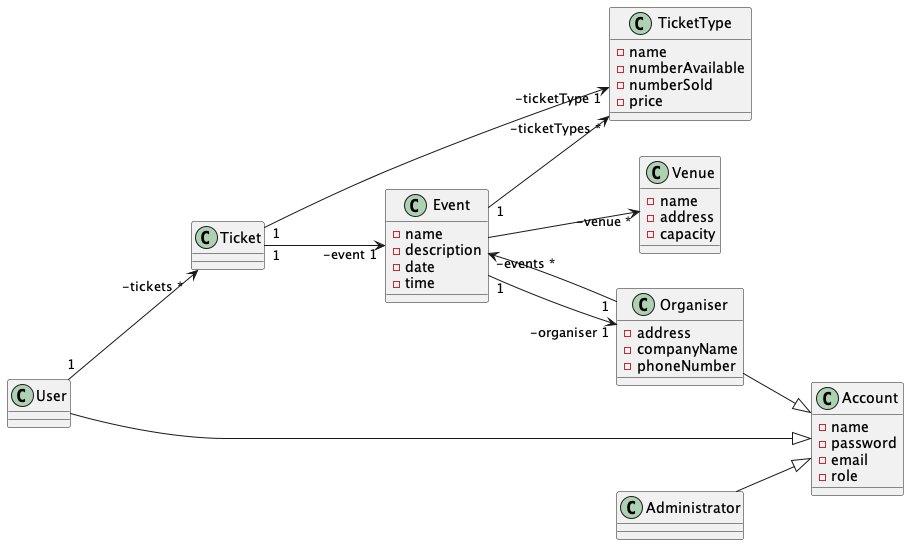 C TicketType
name
numberAvailable
numberSold
price
-ticketType 1
-ticketTypes *
C Venue
name
address
capacity
-venue *
C Event
name
description
date
time
1
C Ticket
1
1
-event 1
-events *
1
1
-organiser 1
C Organiser
address
companyName
phoneNumber
-tickets *
1
C User
C Account
name
password
email
role
C Administrator